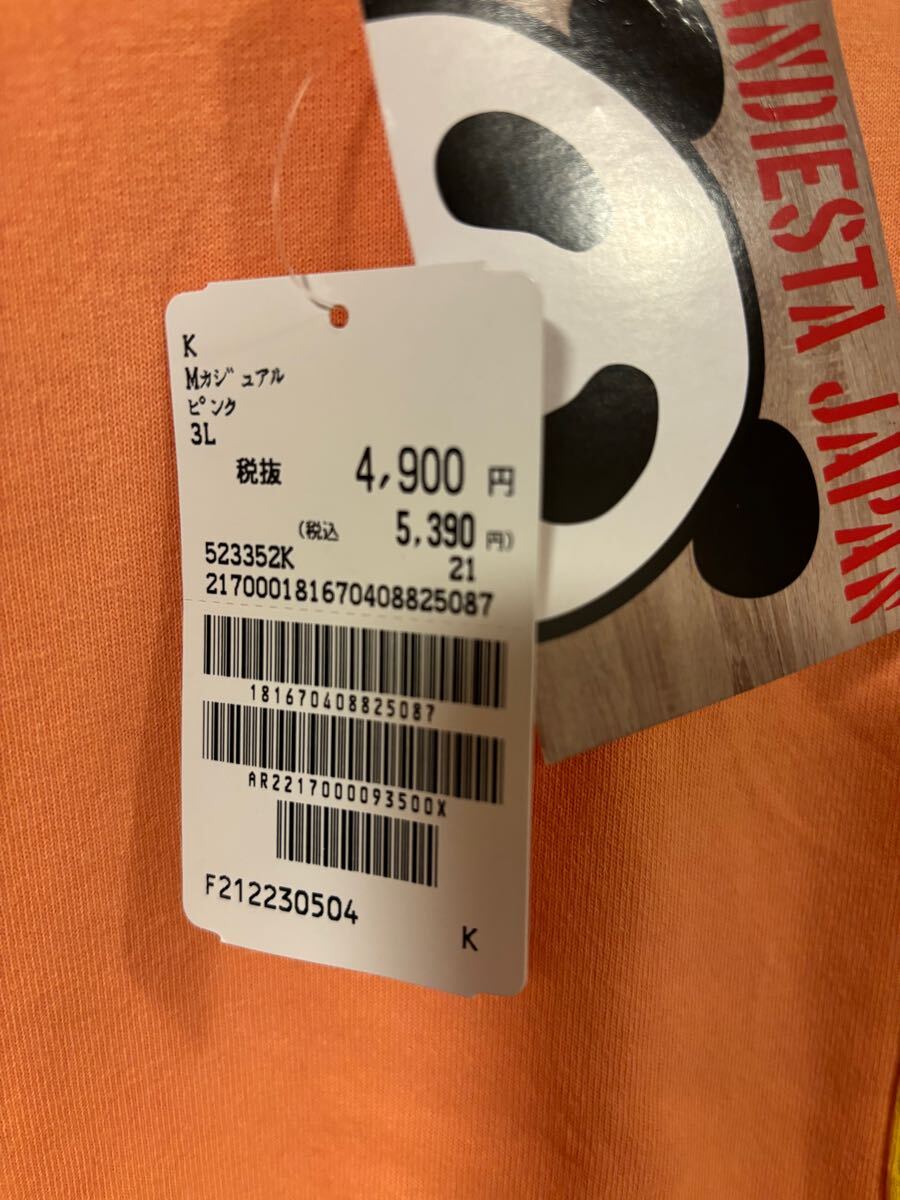 K
Mカジュアル
ピンク
3L
税抜 4,900 円
(税込 5,390 円)
523352K 21
217000181670408825087
181670408825087
AR2217000093500X
F212230504
K
ANDIESTA JAPAN